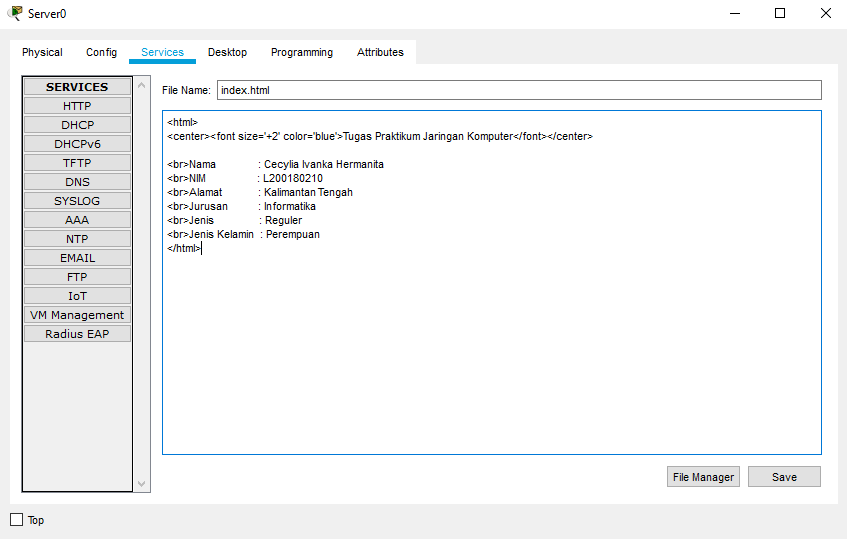 Server0
Physical Config Services Desktop Programming Attributes
SERVICES
HTTP
DHCP
DHCPv6
TFTP
DNS
SYSLOG
AAA
NTP
EMAIL
FTP
IoT
VM Management
Radius EAP
File Name: index.html
<html>
<center><font size='+2' color='blue'>Tugas Praktikum Jaringan Komputer</font></center>
<br>Nama : Cecylia Ivanka Hermanita
<br>NIM : L200180210
<br>Alamat : Kalimantan Tengah
<br>Jurusan : Informatika
<br>Jenis : Reguler
<br>Jenis Kelamin : Perempuan
</html>
File Manager Save
Top